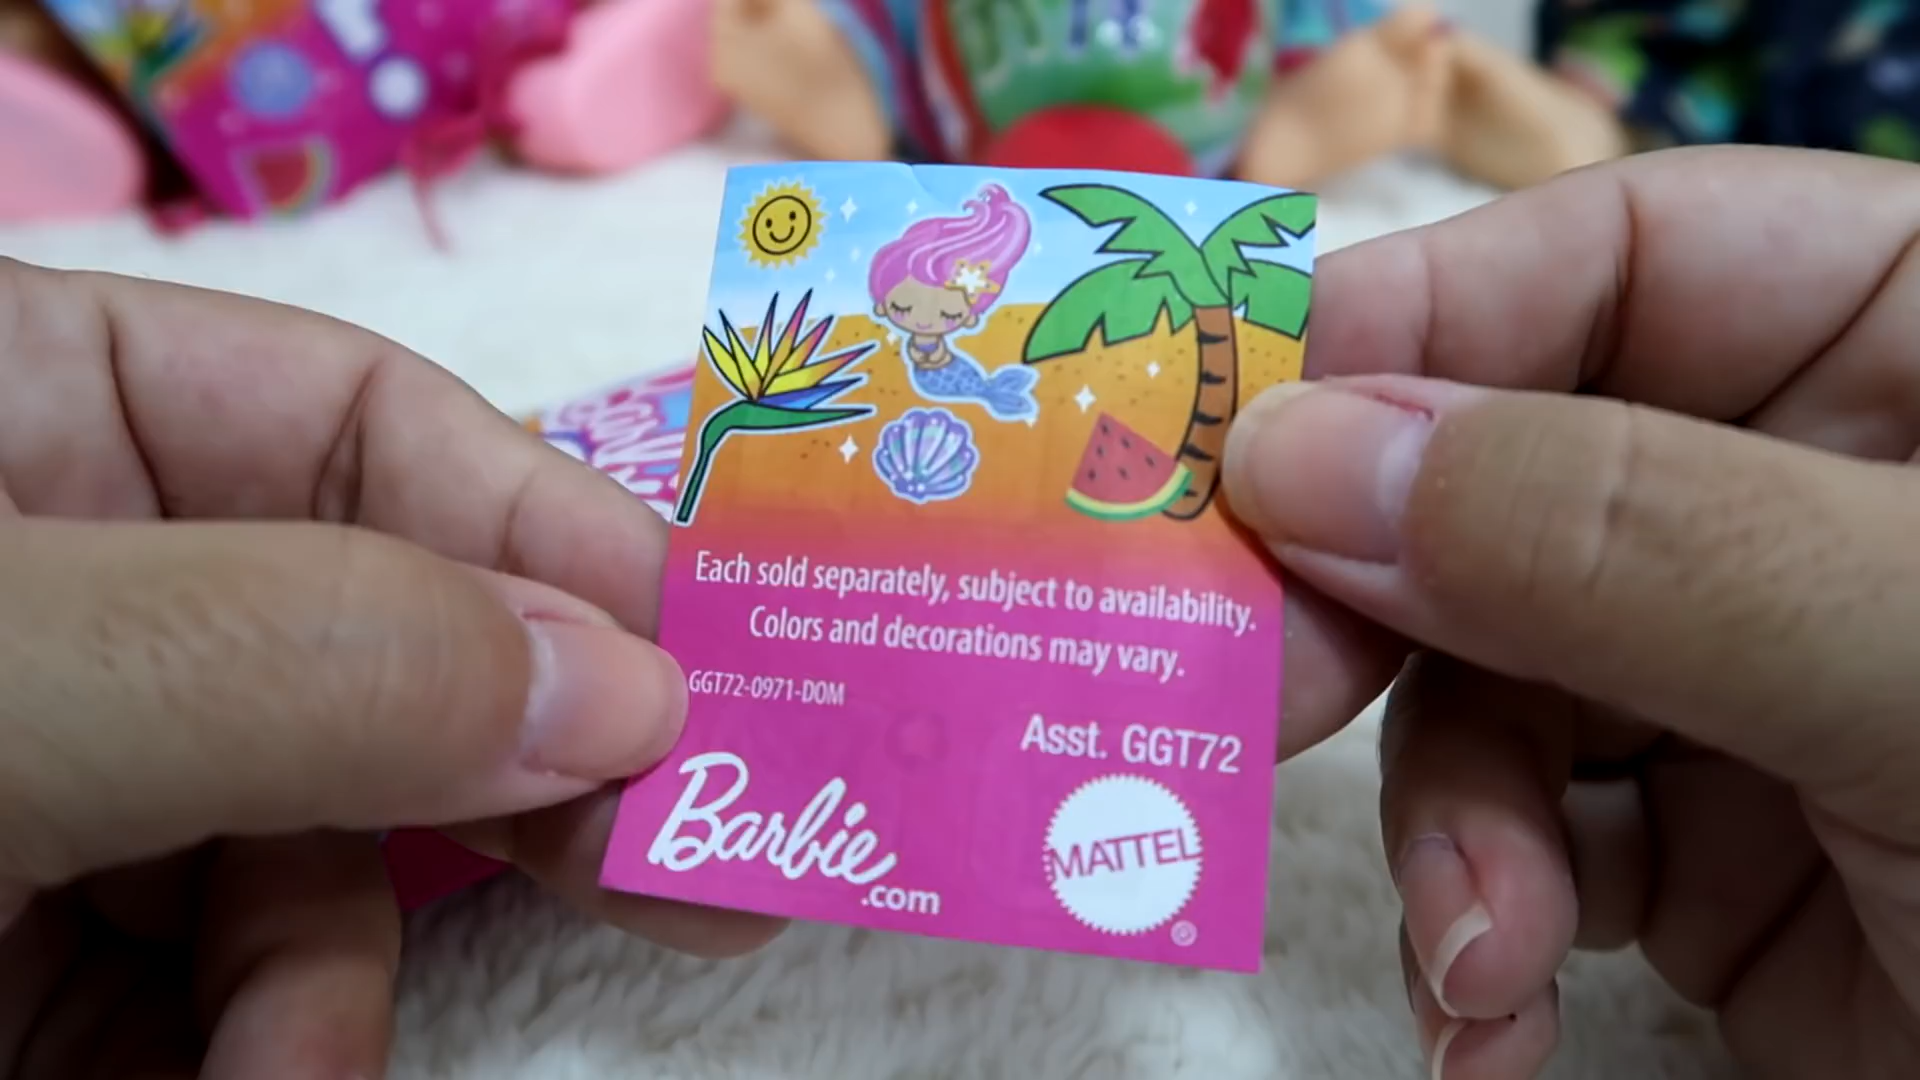 Each sold separately, subject to availability.
Colors and decorations may vary.
GGT72-0971-DOM
Asst. GGT72
Barbie.com
MATTEL
®